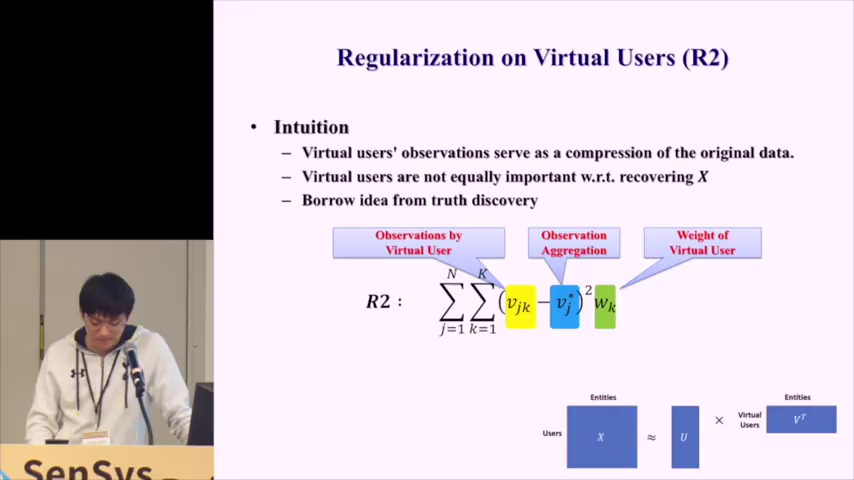 Regularization on Virtual Users (R2)
• Intuition
– Virtual users' observations serve as a compression of the original data.
– Virtual users are not equally important w.r.t. recovering X
– Borrow idea from truth discovery
Observations by Virtual User
Observation Aggregation
Weight of Virtual User
R2 : ∑_{j=1}^{N} ∑_{k=1}^{K} (v_{jk} − v_j^*)^2 w_k
Entities
Entities
Users
X
≈
U
×
Virtual Users
V^T
SenSys